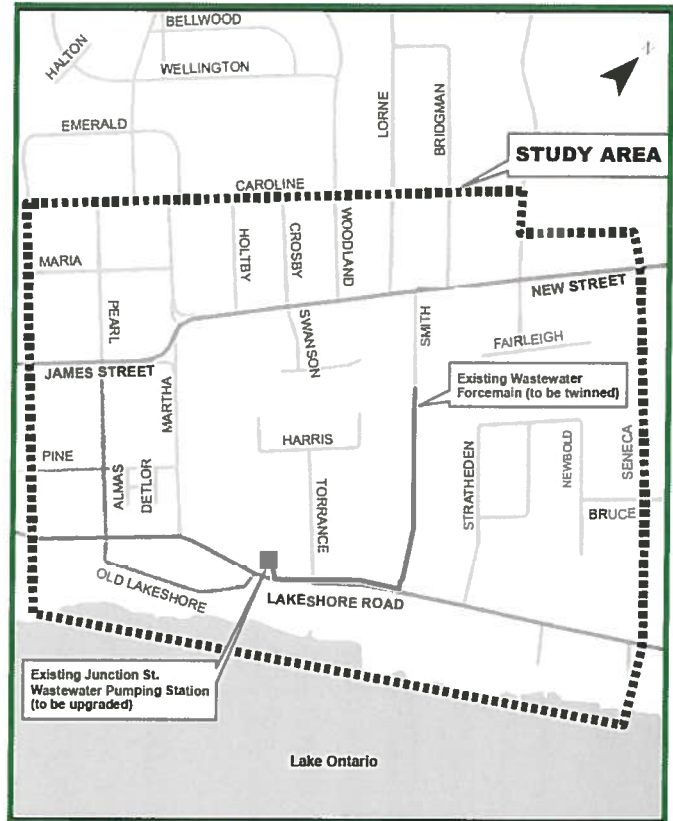 BELLWOOD
HALTON
WELLINGTON
EMERALD
LORNE
BRIDGMAN
STUDY AREA
CAROLINE
HOLTBY
CROSBY
WOODLAND
MARIA
PEARL
NEW STREET
SWANSON
SMITH
FAIRLEIGH
JAMES STREET
MARTHA
Existing Wastewater
Forcemain (to be twinned)
PINE
ALMAS
DETLOR
HARRIS
TORRANCE
STRATHEDEN
NEWBOLD
SENECA
BRUCE
OLD LAKESHORE
LAKESHORE ROAD
Existing Junction St.
Wastewater Pumping Station
(to be upgraded)
Lake Ontario